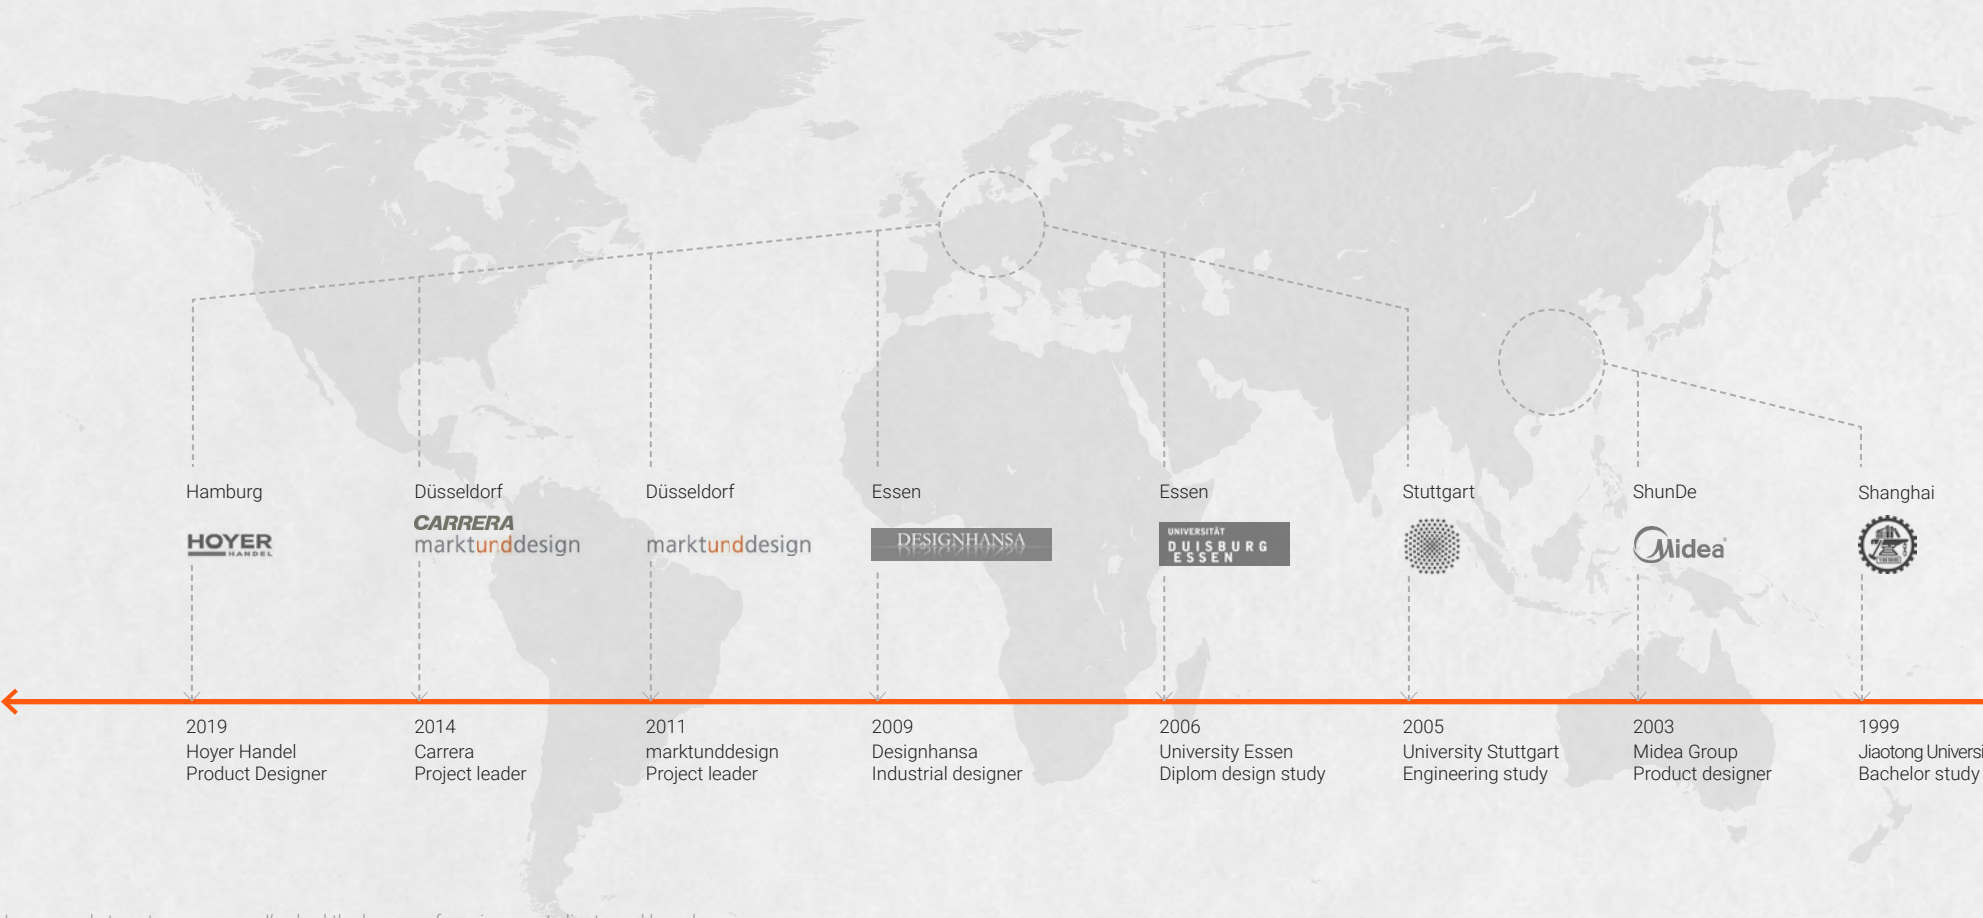 Hamburg
HOYER
HANDEL
2019
Hoyer Handel
Product Designer
Düsseldorf
CARRERA
marktunddesign
2014
Carrera
Project leader
Düsseldorf
marktunddesign
2011
marktunddesign
Project leader
Essen
DESIGNHANSA
2009
Designhansa
Industrial designer
Essen
UNIVERSITÄT
DUISBURG
ESSEN
2006
University Essen
Diplom design study
Stuttgart
2005
University Stuttgart
Engineering study
ShunDe
Midea
2003
Midea Group
Product designer
Shanghai
1999
Jiaotong Universi
Bachelor study